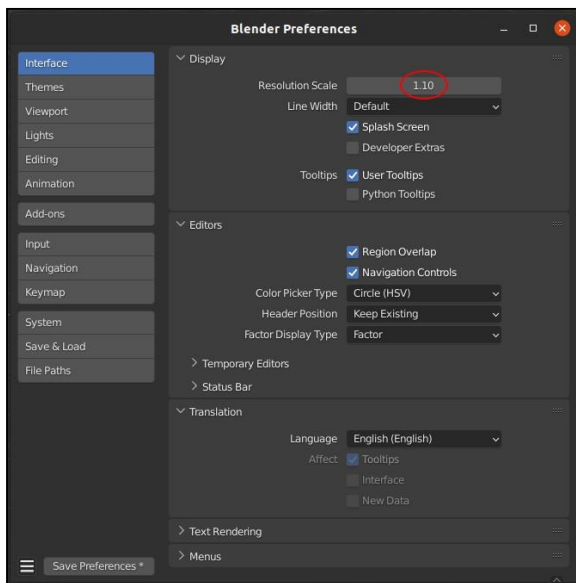 Blender Preferences
Interface
Themes
Viewport
Lights
Editing
Animation
Add-ons
Input
Navigation
Keymap
System
Save & Load
File Paths
Save Preferences *
Display
Resolution Scale 1.10
Line Width Default
Splash Screen
Developer Extras
Tooltips User Tooltips
Python Tooltips
Editors
Region Overlap
Navigation Controls
Color Picker Type Circle (HSV)
Header Position Keep Existing
Factor Display Type Factor
Temporary Editors
Status Bar
Translation
Language English (English)
Affect Tooltips
Interface
New Data
Text Rendering
Menus